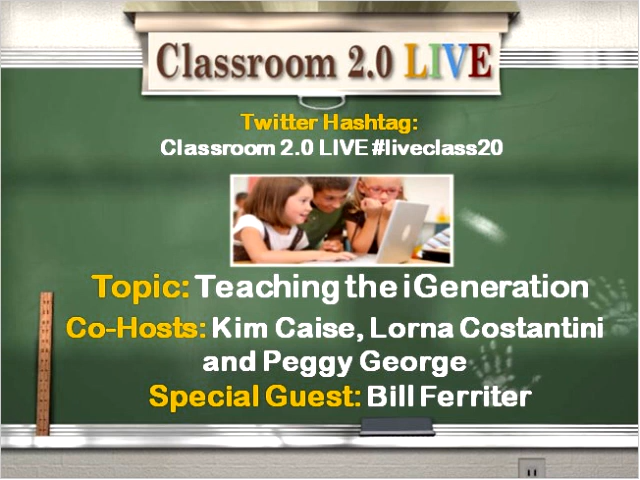 Classroom 2.0 LIVE
Twitter Hashtag:
Classroom 2.0 LIVE #liveclass20
Topic: Teaching the iGeneration
Co-Hosts: Kim Caise, Lorna Costantini
and Peggy George
Special Guest: Bill Ferriter